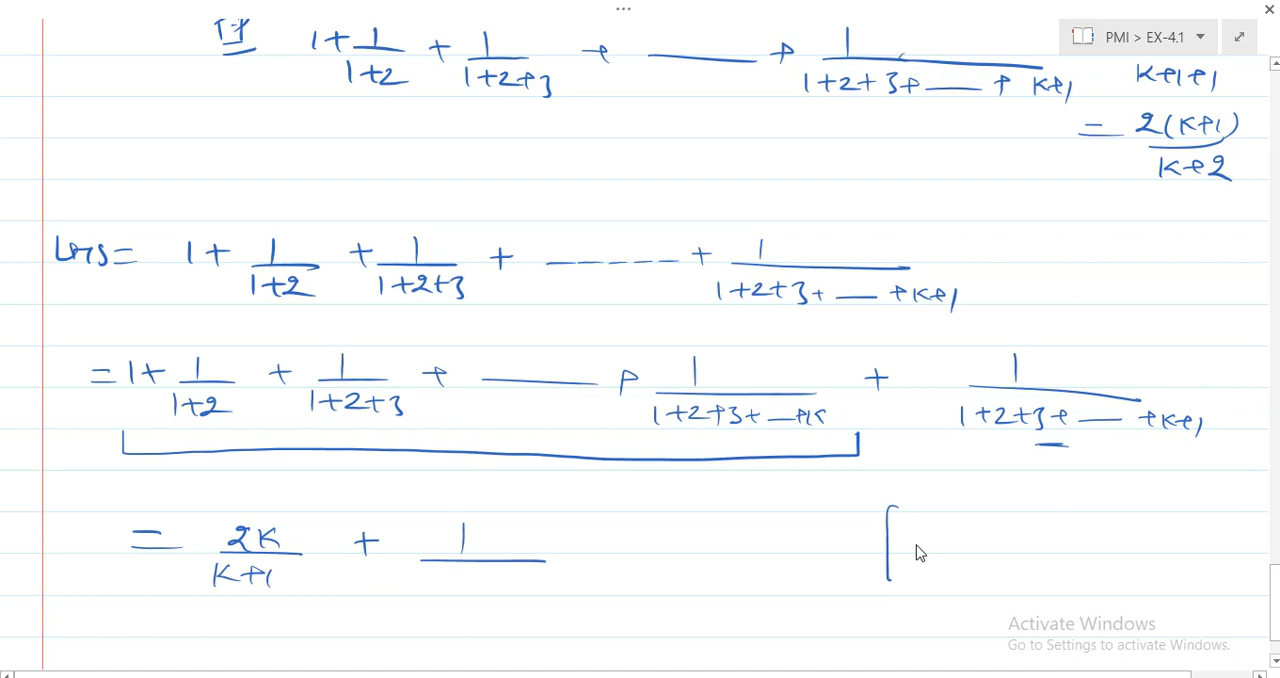 ...
PMI > EX-4.1
1 + 1/(1+2) + 1/(1+2+3) + —— + 1/(1+2+3+ —— + k+1)
k+1+1
= 2(k+1)/(k+2)
LHS = 1 + 1/(1+2) + 1/(1+2+3) + ------ + 1/(1+2+3+ —— +k+1)
= 1 + 1/(1+2) + 1/(1+2+3) + —— + 1/(1+2+3+ —+k) + 1/(1+2+3+ —— +k+1)
= 2k/(k+1) + 1/
[
Activate Windows
Go to Settings to activate Windows.